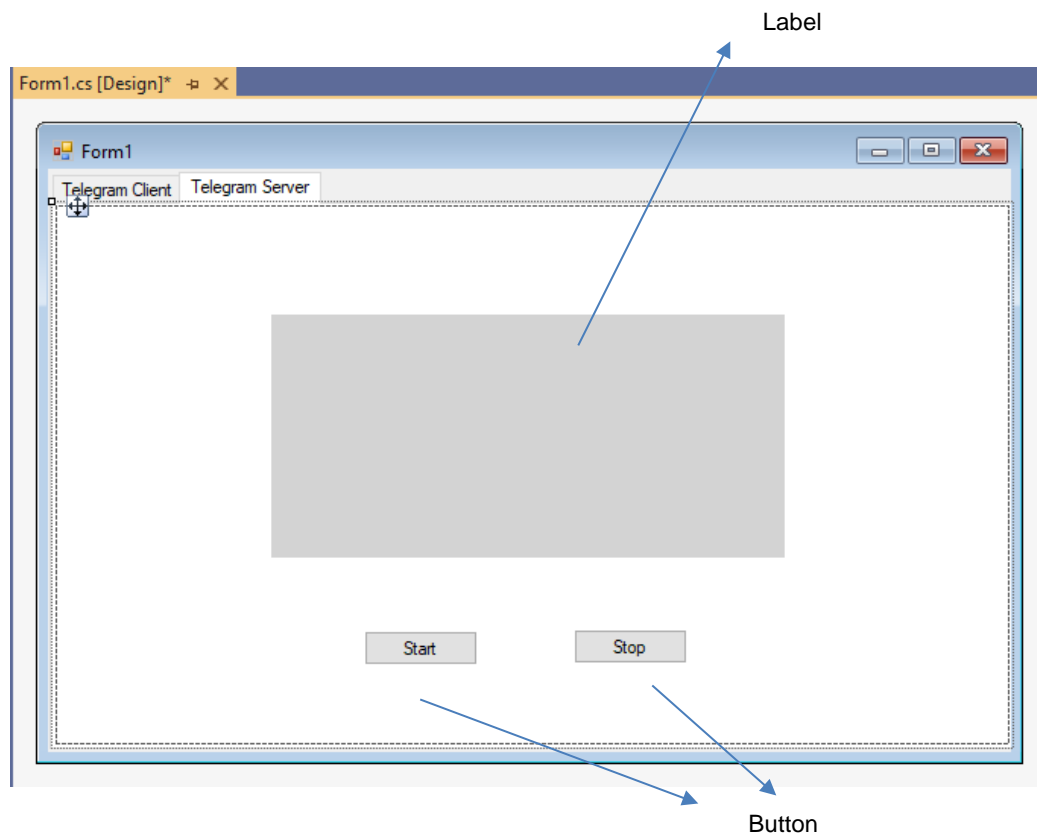 Label
Form1.cs [Design]*
Form1
Telegram Client Telegram Server
Start Stop
Button